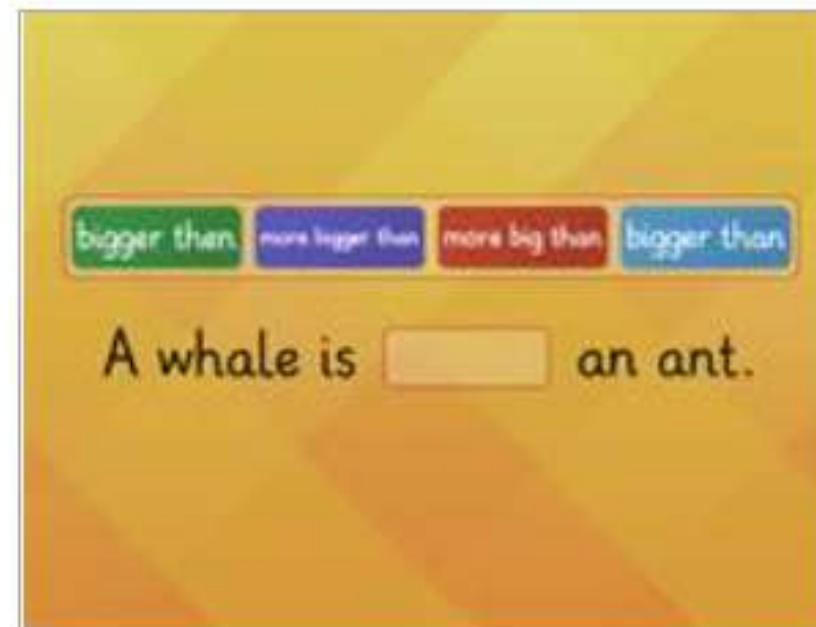 bigger then more bigger than more big than bigger than
A whale is an ant.